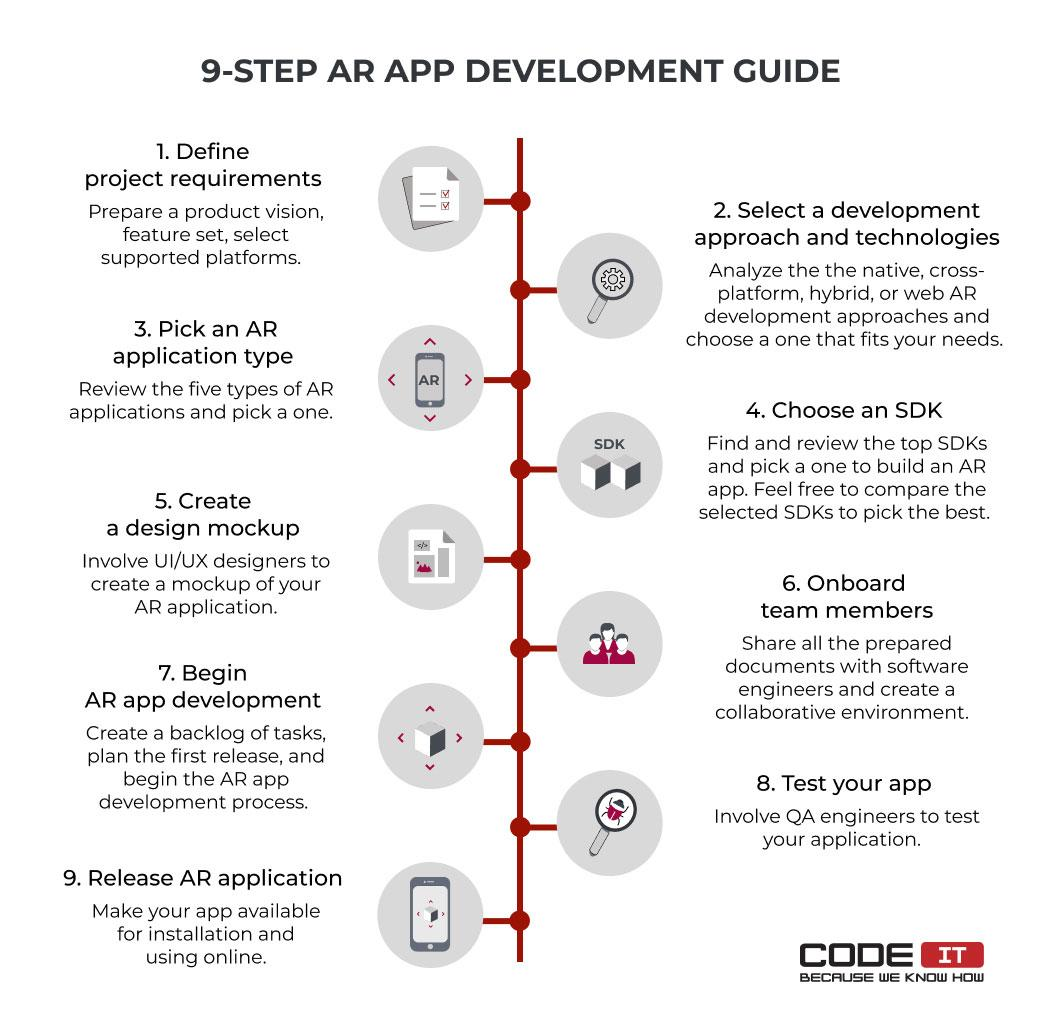 9-STEP AR APP DEVELOPMENT GUIDE
1. Define
project requirements
Prepare a product vision,
feature set, select
supported platforms.
2. Select a development
approach and technologies
Analyze the the native, cross-
platform, hybrid, or web AR
development approaches and
choose a one that fits your needs.
3. Pick an AR
application type
Review the five types of AR
applications and pick a one.
AR
4. Choose an SDK
Find and review the top SDKs
and pick a one to build an AR
app. Feel free to compare the
selected SDKs to pick the best.
SDK
5. Create
a design mockup
Involve UI/UX designers to
create a mockup of your
AR application.
</>
6. Onboard
team members
Share all the prepared
documents with software
engineers and create a
collaborative environment.
7. Begin
AR app development
Create a backlog of tasks,
plan the first release, and
begin the AR app
development process.
8. Test your app
Involve QA engineers to test
your application.
9. Release AR application
Make your app available
for installation and
using online.
CODE IT
BECAUSE WE KNOW HOW